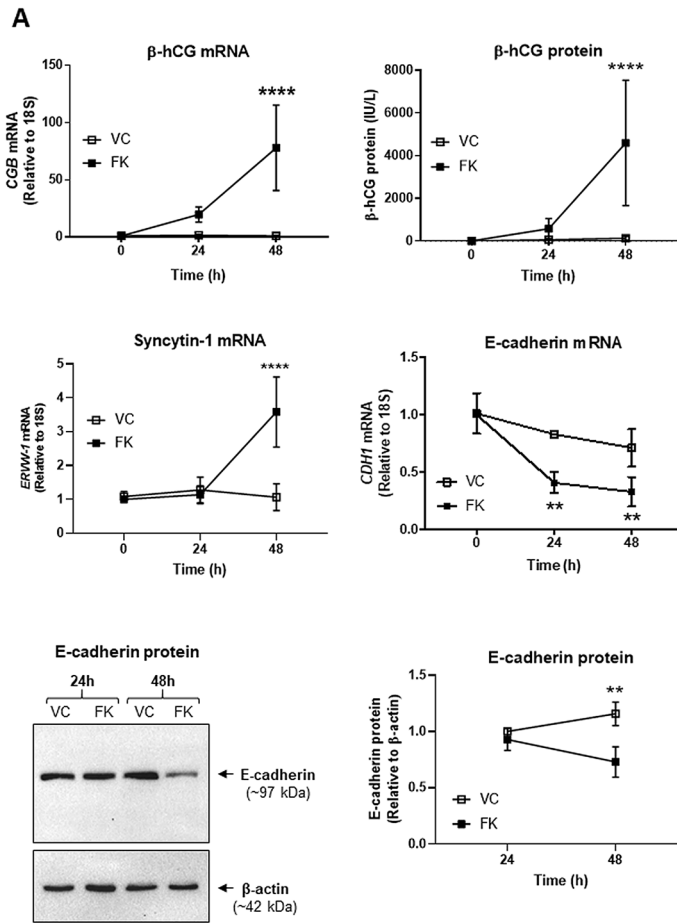 A
β-hCG mRNA
CGB mRNA
(Relative to 18S)
150
100
50
0
VC
FK
****
0 24 48
Time (h)
β-hCG protein
β-hCG protein (IU/L)
8000
6000
4000
2000
0
VC
FK
****
0 24 48
Time (h)
Syncytin-1 mRNA
ERVW-1 mRNA
(Relative to 18S)
5
4
3
2
1
0
VC
FK
****
0 24 48
Time (h)
E-cadherin mRNA
CDH1 mRNA
(Relative to 18S)
1.5
1.0
0.5
0.0
VC
FK
**
**
0 24 48
Time (h)
E-cadherin protein
24h 48h
VC FK VC FK
E-cadherin
(~97 kDa)
β-actin
(~42 kDa)
E-cadherin protein
E-cadherin protein
(Relative to β-actin)
1.5
1.0
0.5
0.0
**
VC
FK
24 48
Time (h)